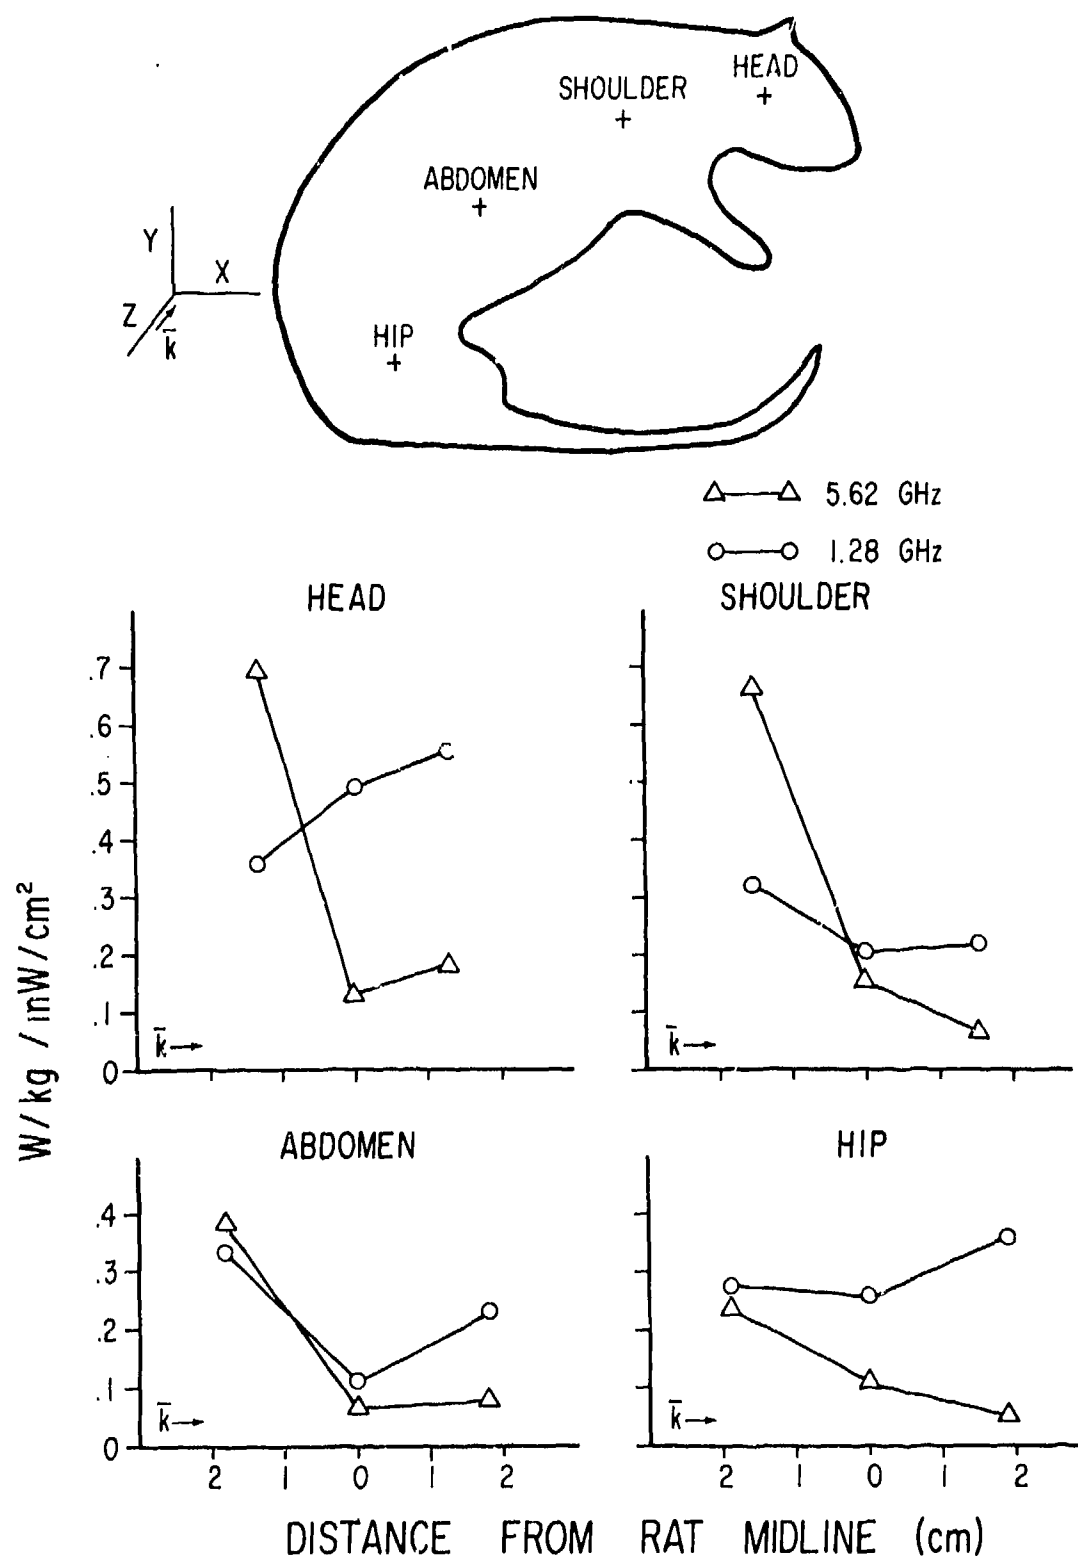 HEAD
SHOULDER
ABDOMEN
Y
X
Z
k̄
HIP
5.62 GHz
1.28 GHz
HEAD
SHOULDER
.7
.6
.5
.4
.3
.2
.1
0
k̄
k̄
W/kg/mW/cm²
ABDOMEN
HIP
.4
.3
.2
.1
0
k̄
k̄
2 1 0 1 2
2 1 0 1 2
DISTANCE FROM RAT MIDLINE (cm)